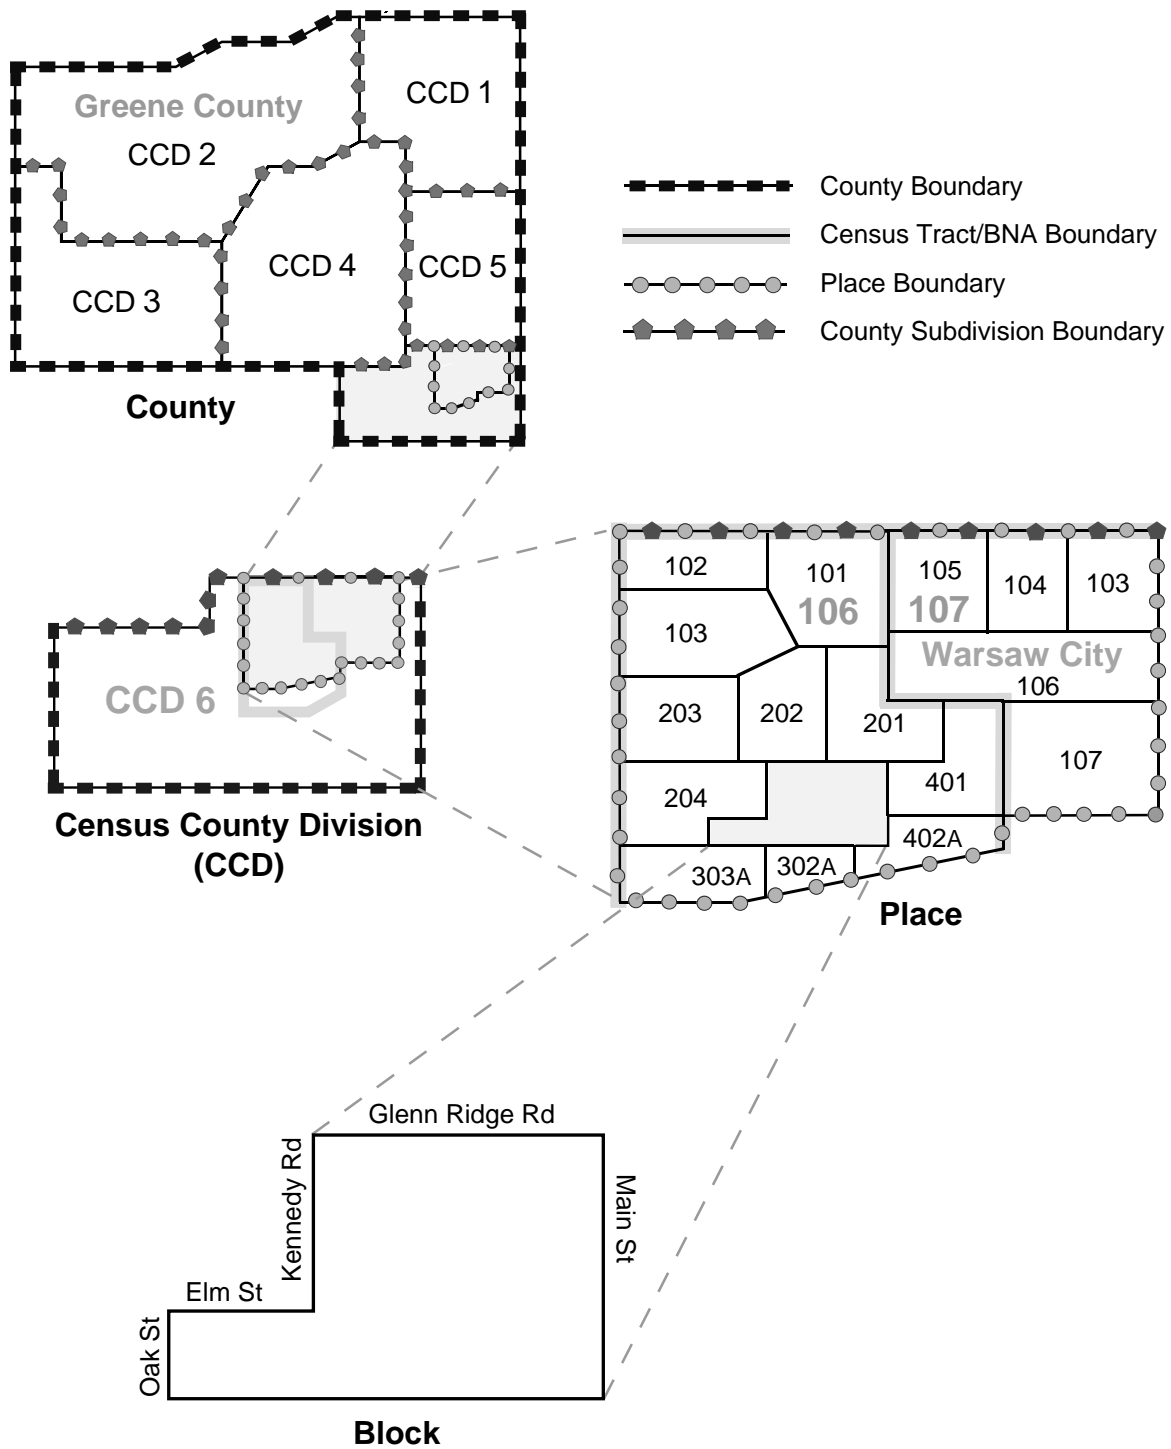 CCD 1
Greene County
CCD 2
CCD 4
CCD 5
CCD 3
County
County Boundary
Census Tract/BNA Boundary
Place Boundary
County Subdivision Boundary
CCD 6
Census County Division
(CCD)
102
101
105
104
103
106
107
103
Warsaw City
106
203
202
201
107
204
401
402A
303A
302A
Place
Glenn Ridge Rd
Kennedy Rd
Main St
Elm St
Oak St
Block